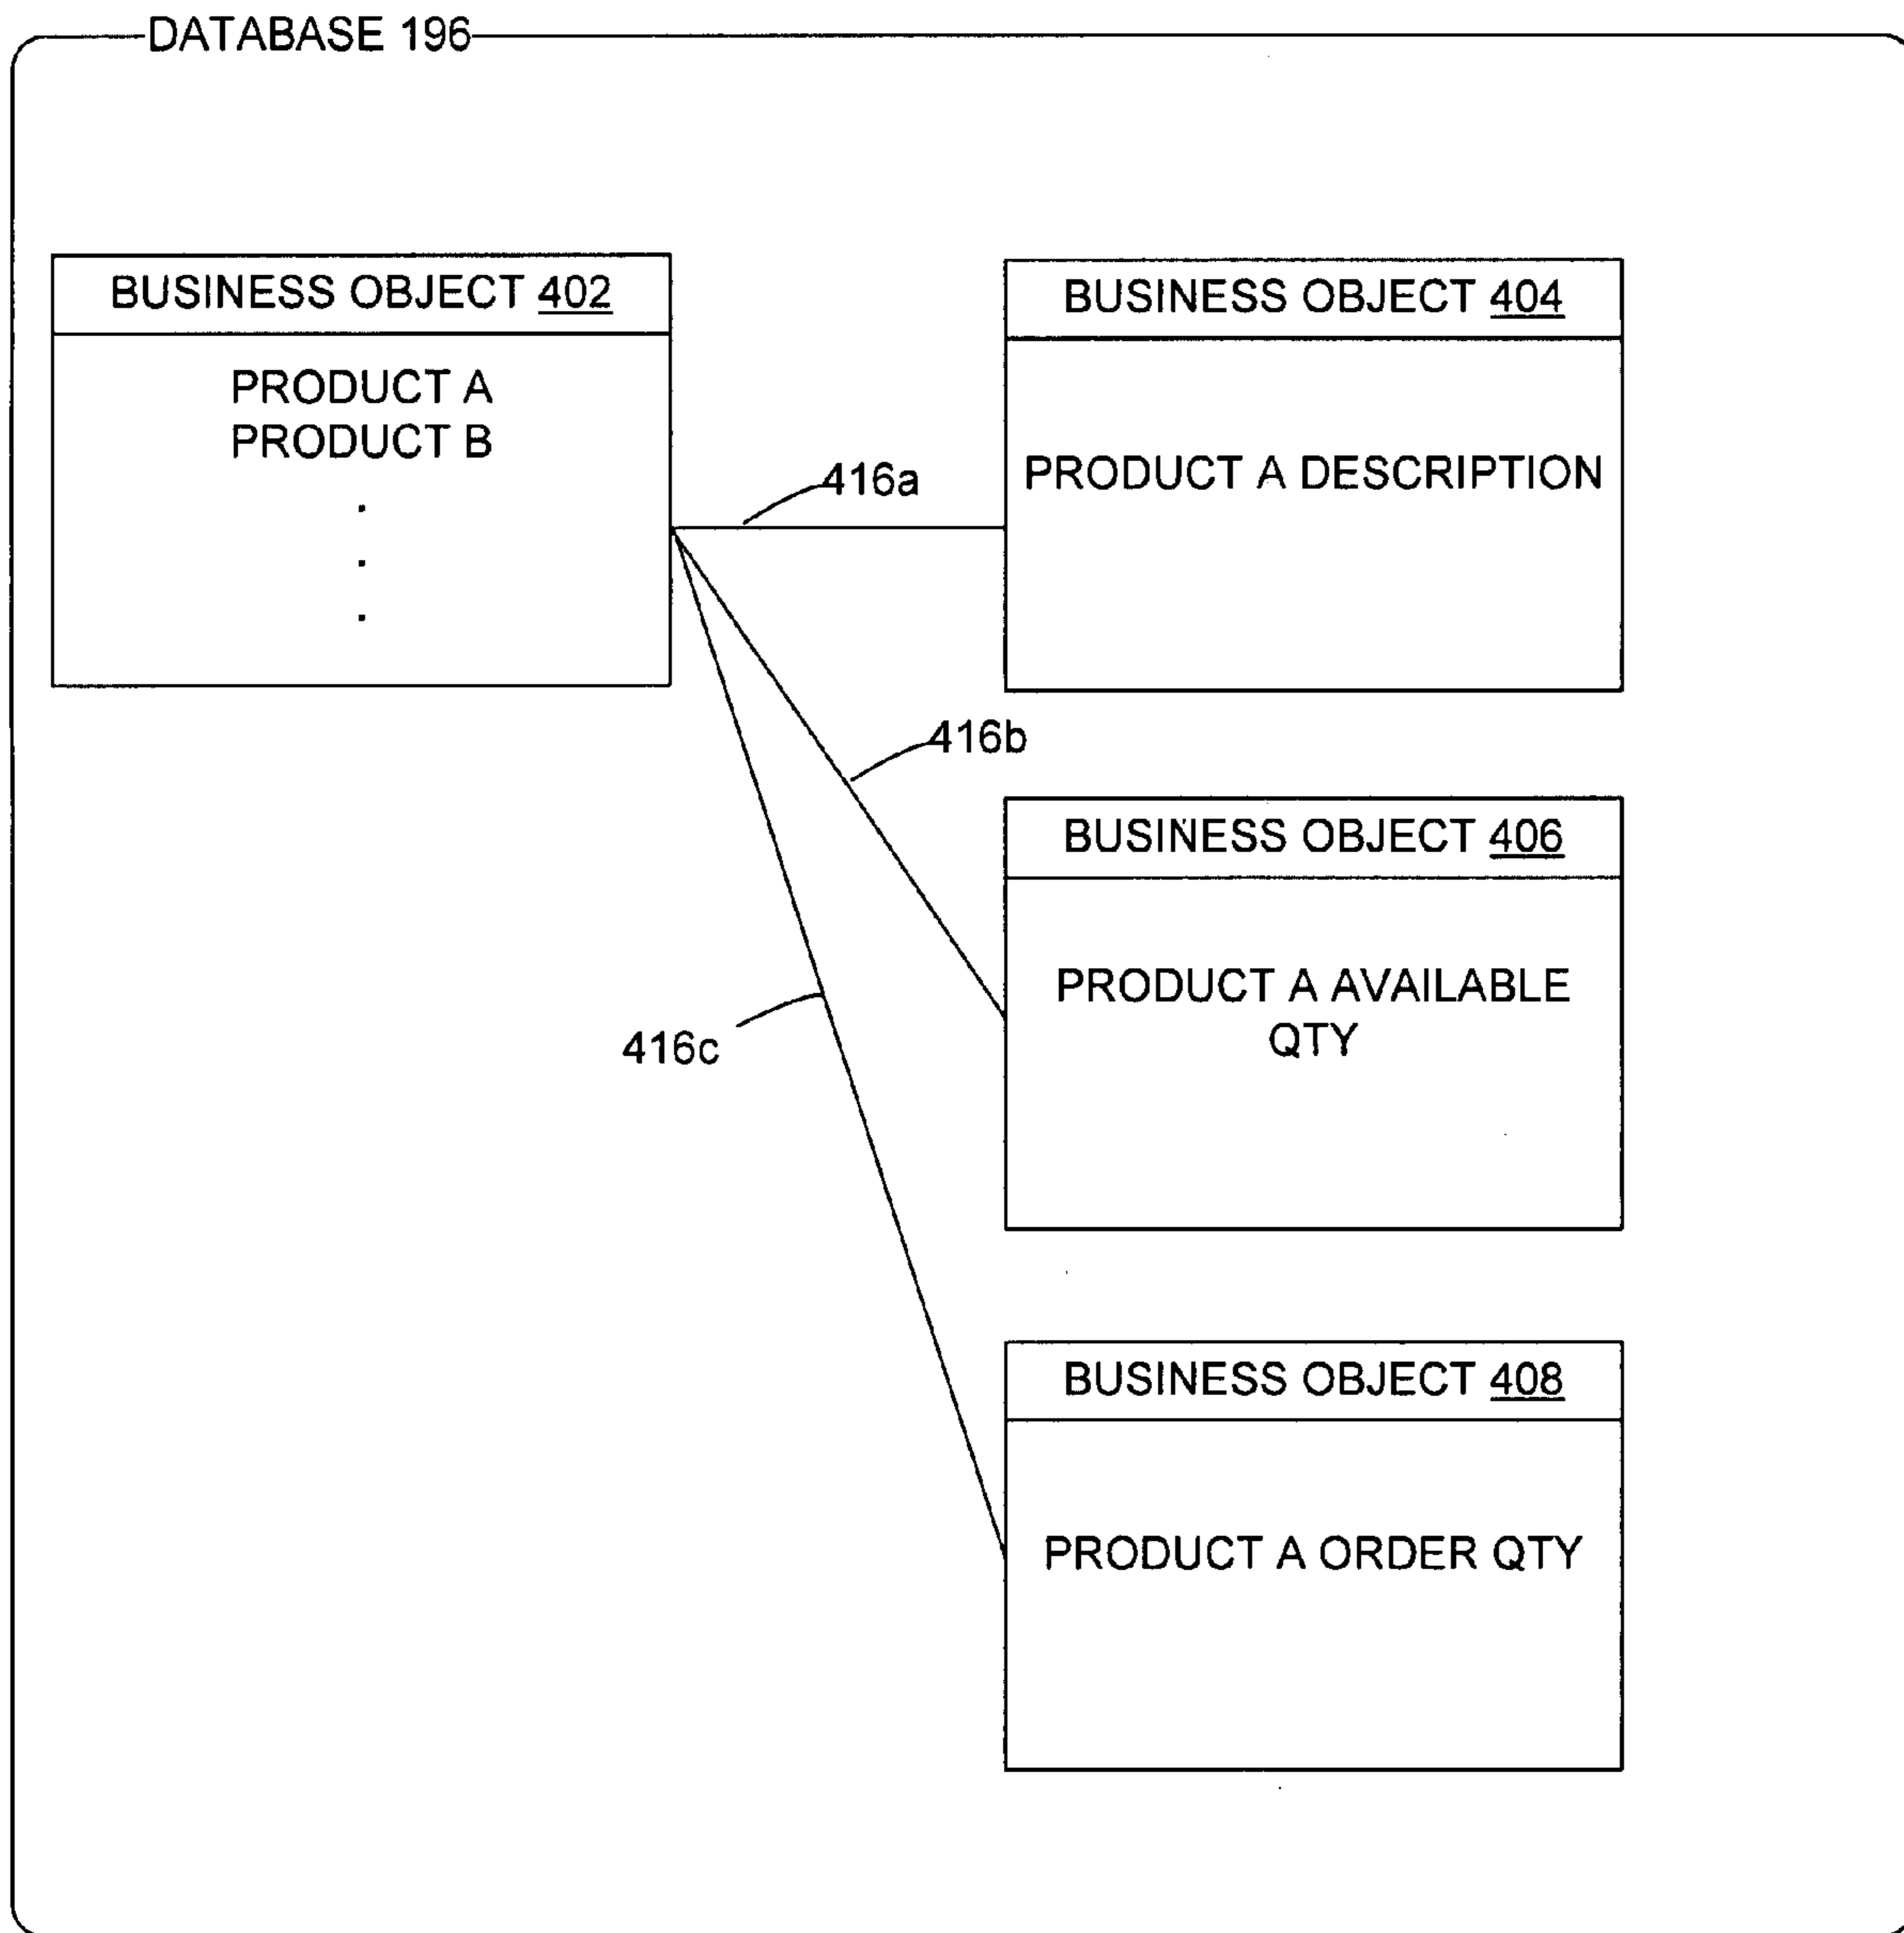 DATABASE 196
BUSINESS OBJECT 402
PRODUCT A
PRODUCT B
.
.
.
BUSINESS OBJECT 404
PRODUCT A DESCRIPTION
416a
416b
BUSINESS OBJECT 406
PRODUCT A AVAILABLE
QTY
416c
BUSINESS OBJECT 408
PRODUCT A ORDER QTY